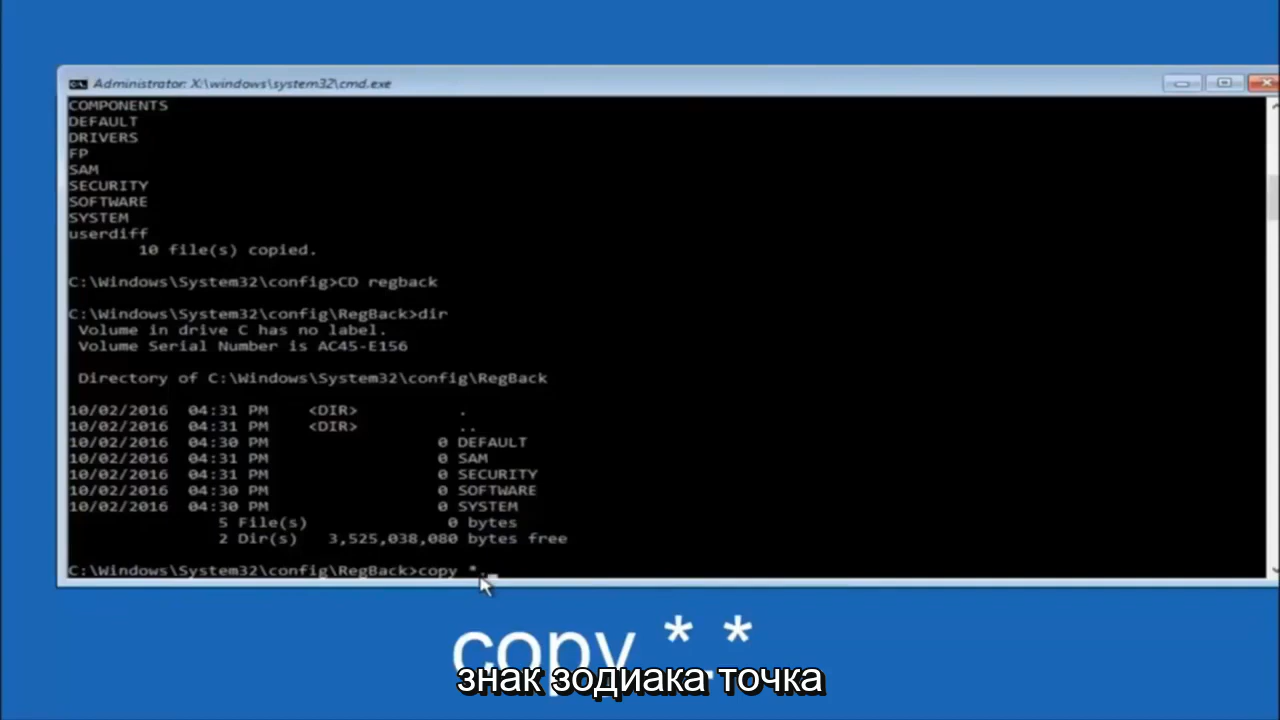 Administrator: X:\windows\system32\cmd.exe
COMPONENTS
DEFAULT
DRIVERS
FP
SAM
SECURITY
SOFTWARE
SYSTEM
userdiff
10 file(s) copied.
C:\Windows\System32\config>CD regback
C:\Windows\System32\config\RegBack>dir
Volume in drive C has no label.
Volume Serial Number is AC45-E156
Directory of C:\Windows\System32\config\RegBack
10/02/2016 04:31 PM <DIR> .
10/02/2016 04:31 PM <DIR> ..
10/02/2016 04:30 PM 0 DEFAULT
10/02/2016 04:31 PM 0 SAM
10/02/2016 04:31 PM 0 SECURITY
10/02/2016 04:30 PM 0 SOFTWARE
10/02/2016 04:30 PM 0 SYSTEM
5 File(s) 0 bytes
2 Dir(s) 3,525,038,080 bytes free
C:\Windows\System32\config\RegBack>copy *._
copy *.*
знак зодиака точка